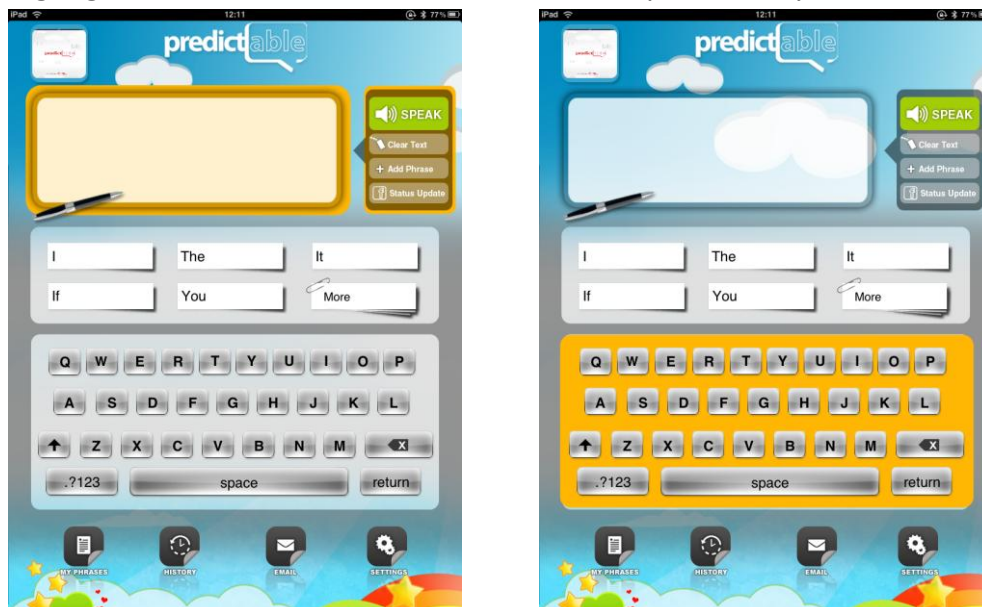 iPad 12:11 77%
predictable
SPEAK
Clear Text
+ Add Phrase
Status Update
I The It
If You More
Q W E R T Y U I O P
A S D F G H J K L
Z X C V B N M
.?123 space return
MY PHRASES HISTORY EMAIL SETTINGS
iPad 12:11 77%
predictable
SPEAK
Clear Text
+ Add Phrase
Status Update
I The It
If You More
Q W E R T Y U I O P
A S D F G H J K L
Z X C V B N M
.?123 space return
MY PHRASES HISTORY EMAIL SETTINGS